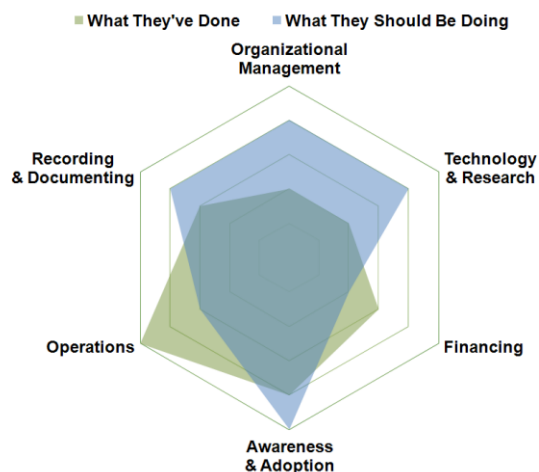 What They've Done What They Should Be Doing
Organizational
Management
Recording
& Documenting
Technology
& Research
Operations
Financing
Awareness
& Adoption